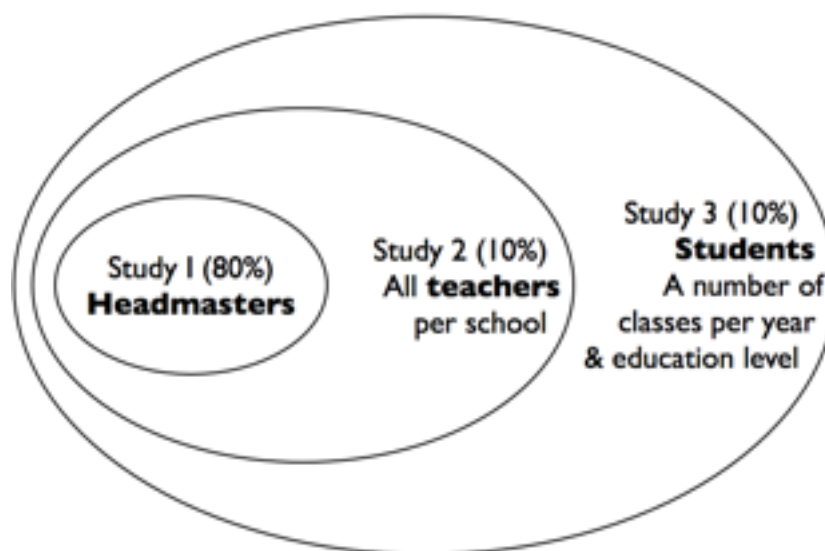 Study 1 (80%)
Headmasters
Study 2 (10%)
All teachers
per school
Study 3 (10%)
Students
A number of
classes per year
& education level